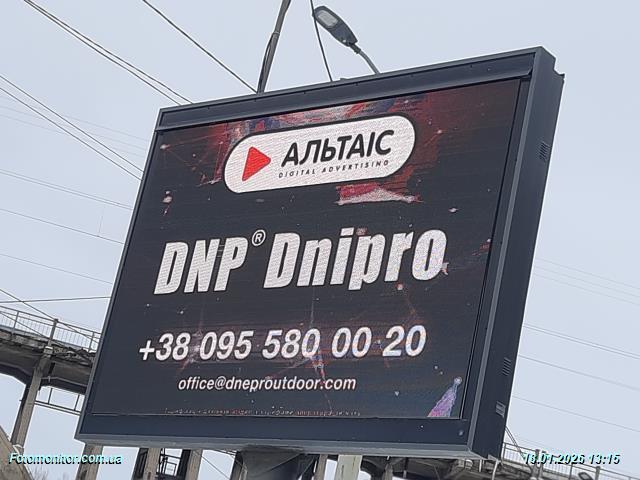 АЛЬТАІС
DIGITAL ADVERTISING
DNP® Dnipro
+38 095 580 00 20
office@dneproutdoor.com
Fotomonitor.com.ua
18.01.2026 13:15